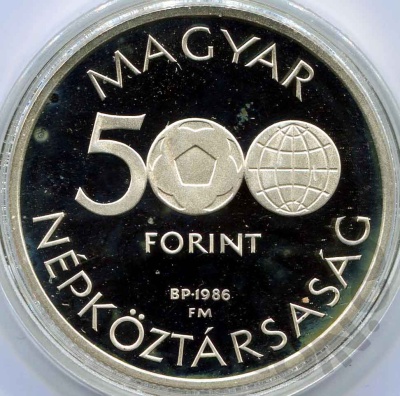 MAGYAR
500
FORINT
BP·1986
FM
NÉPKÖZTÁRSASÁG